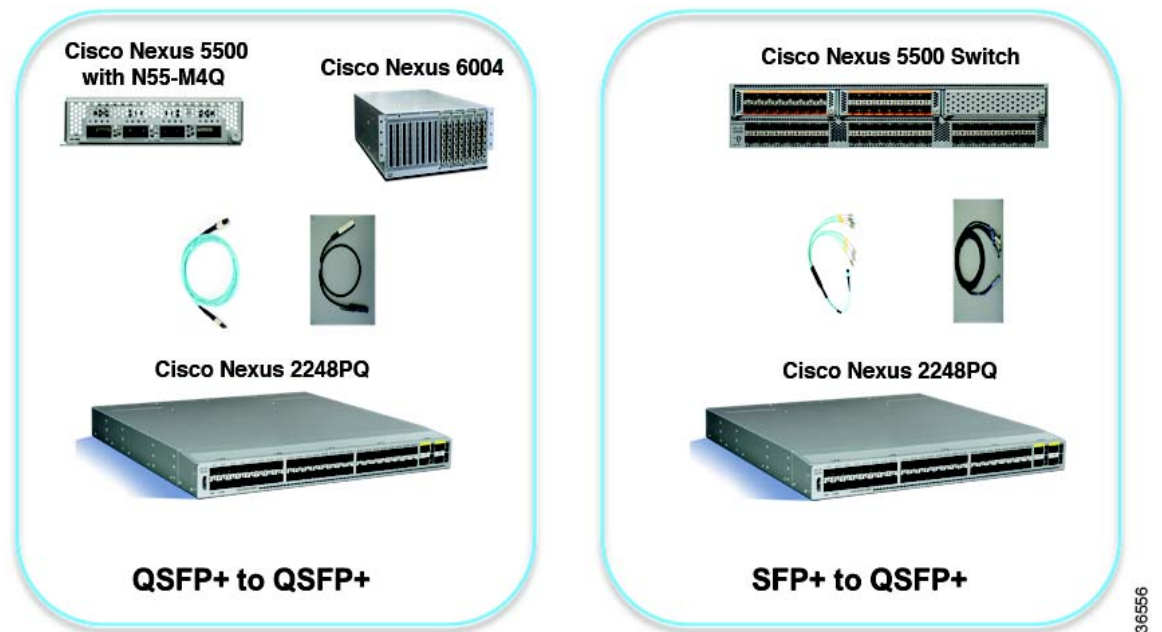 Cisco Nexus 5500
with N55-M4Q
Cisco Nexus 6004
Cisco Nexus 2248PQ
QSFP+ to QSFP+
Cisco Nexus 5500 Switch
Cisco Nexus 2248PQ
SFP+ to QSFP+
36556